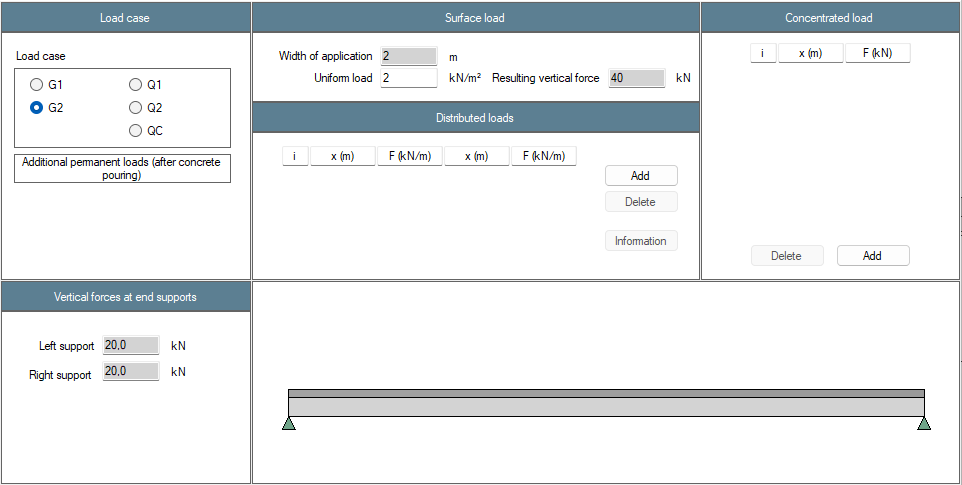 Load case
Load case
G1
Q1
G2
Q2
QC
Additional permanent loads (after concrete
pouring)
Surface load
Width of application 2 m
Uniform load 2 kN/m² Resulting vertical force 40 kN
Distributed loads
i x (m) F (kN/m) x (m) F (kN/m)
Add
Delete
Information
Concentrated load
i x (m) F (kN)
Delete Add
Vertical forces at end supports
Left support 20,0 kN
Right support 20,0 kN